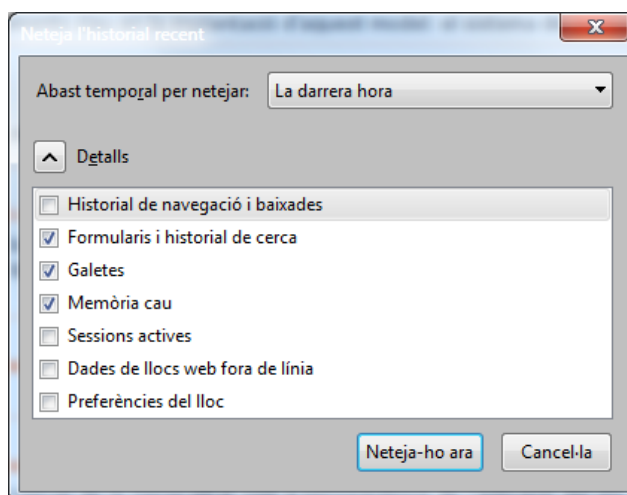 Neteja l'historial recent
Abast temporal per netejar: La darrera hora
Detalls
Historial de navegació i baixades
Formularis i historial de cerca
Galetes
Memòria cau
Sessions actives
Dades de llocs web fora de línia
Preferències del lloc
Neteja-ho ara Cancel·la